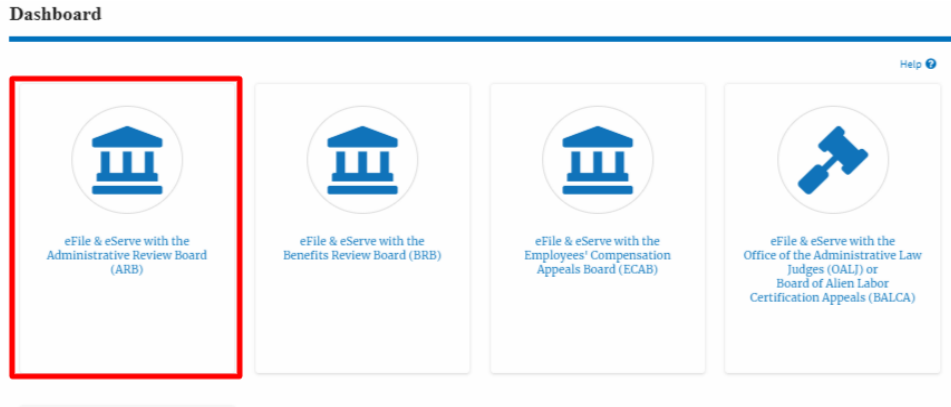 Dashboard
Help
eFile & eServe with the
Administrative Review Board
(ARB)
eFile & eServe with the
Benefits Review Board (BRB)
eFile & eServe with the
Employees' Compensation
Appeals Board (ECAB)
eFile & eServe with the
Office of the Administrative Law
Judges (OALJ) or
Board of Alien Labor
Certification Appeals (BALCA)